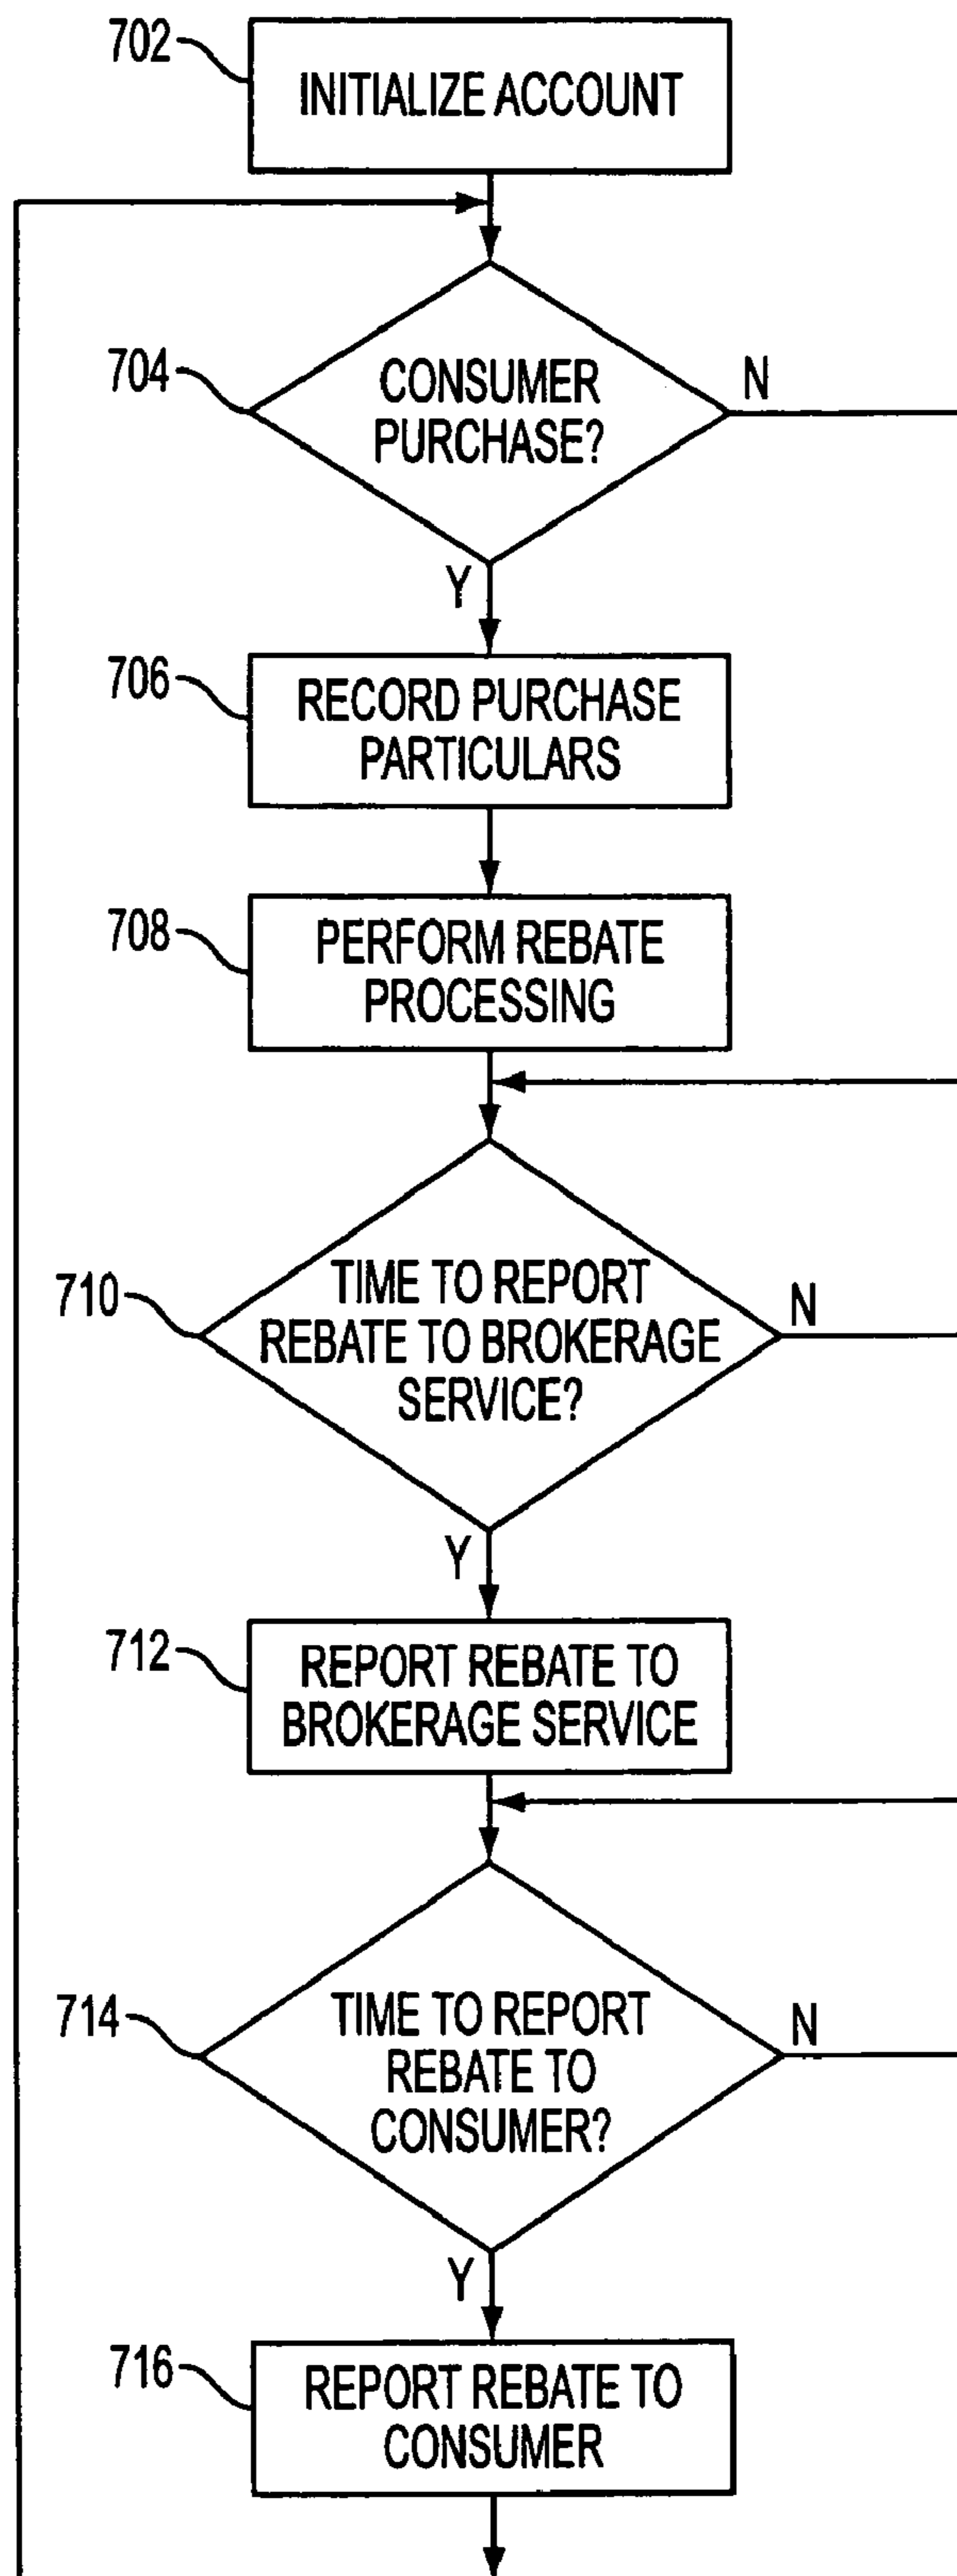 702
INITIALIZE ACCOUNT
704
CONSUMER
PURCHASE?
N
Y
706
RECORD PURCHASE
PARTICULARS
708
PERFORM REBATE
PROCESSING
710
TIME TO REPORT
REBATE TO BROKERAGE
SERVICE?
N
Y
712
REPORT REBATE TO
BROKERAGE SERVICE
714
TIME TO REPORT
REBATE TO
CONSUMER?
N
Y
716
REPORT REBATE TO
CONSUMER